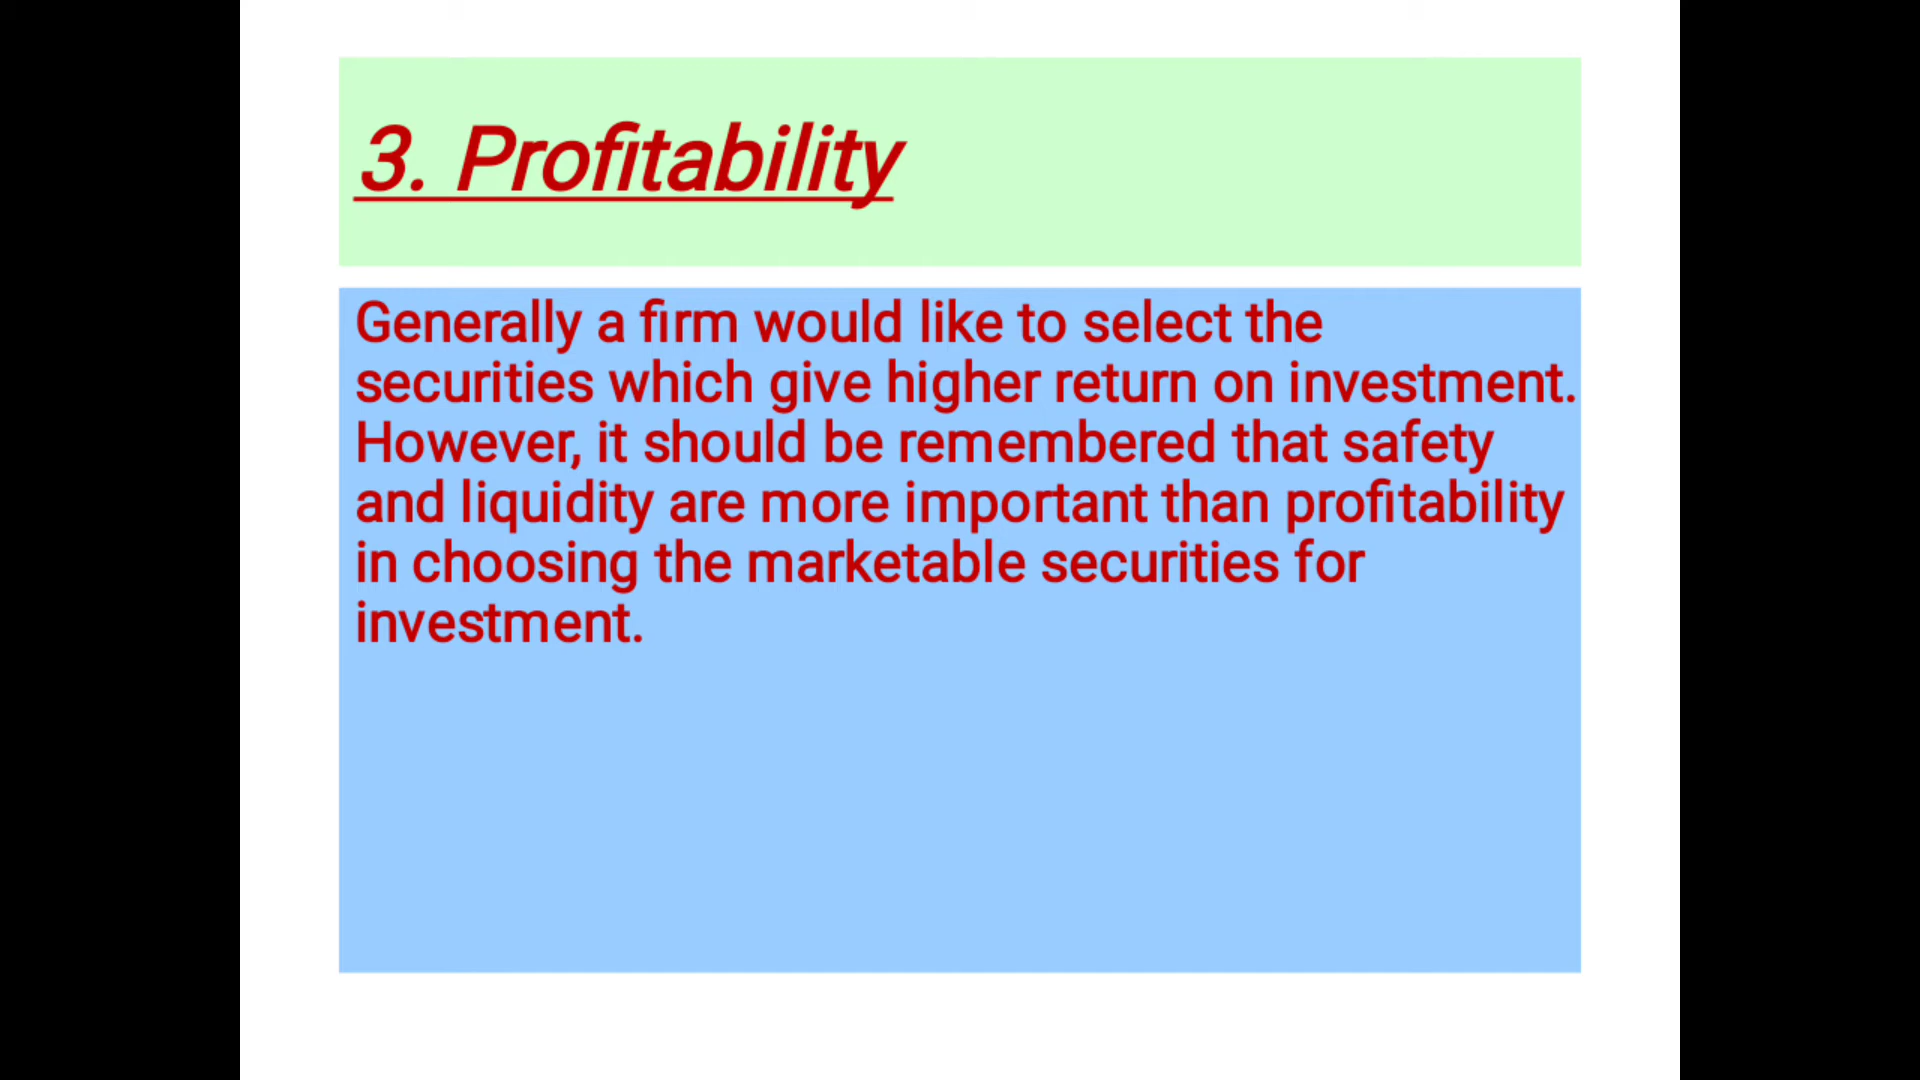 3. Profitability
Generally a firm would like to select the
securities which give higher return on investment.
However, it should be remembered that safety
and liquidity are more important than profitability
in choosing the marketable securities for
investment.